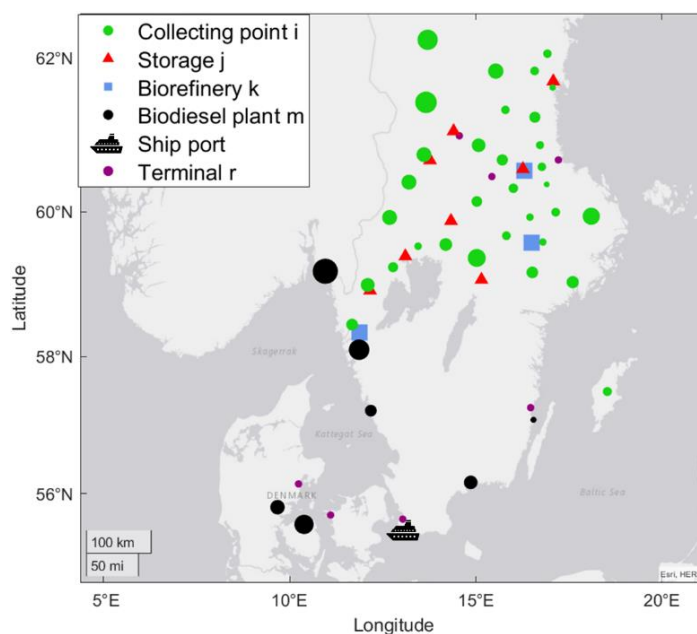 62°N
60°N
58°N
56°N
Latitude
Collecting point i
Storage j
Biorefinery k
Biodiesel plant m
Ship port
Terminal r
Skagerrak
Kattegat Sea
DENMARK
Baltic Sea
100 km
50 mi
Esri, HER
5°E
10°E
15°E
20°E
Longitude